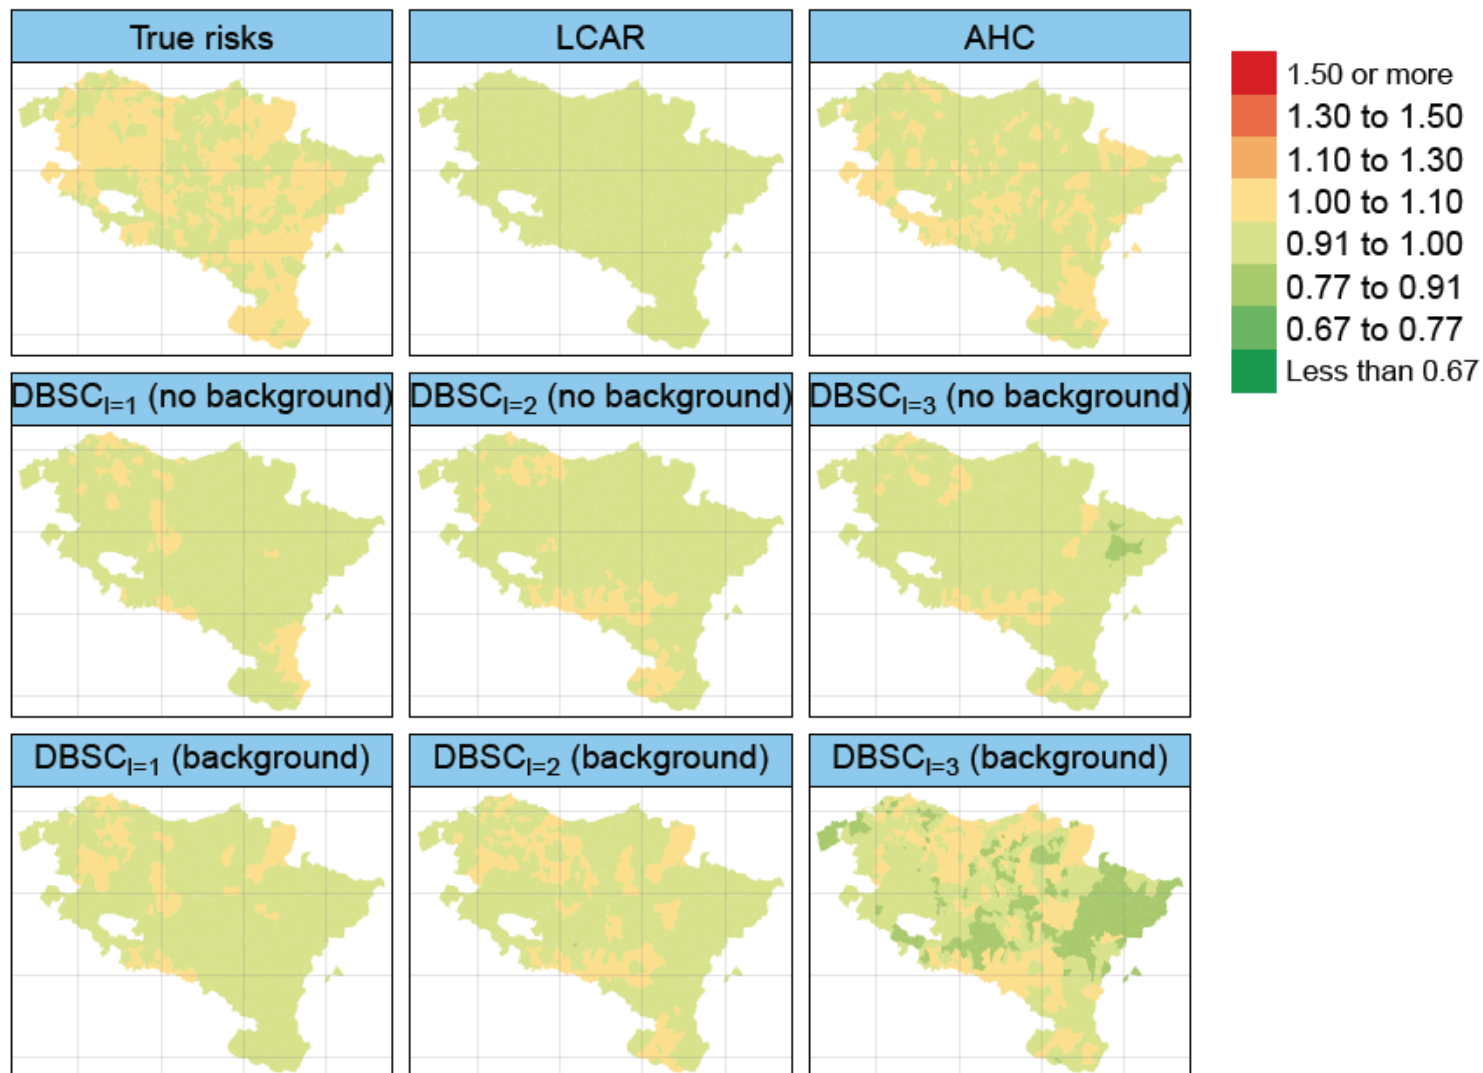 True risks
LCAR
AHC
1.50 or more
1.30 to 1.50
1.10 to 1.30
1.00 to 1.10
0.91 to 1.00
0.77 to 0.91
0.67 to 0.77
Less than 0.67
DBSCl=1 (no background)
DBSCl=2 (no background)
DBSCl=3 (no background)
DBSCl=1 (background)
DBSCl=2 (background)
DBSCl=3 (background)